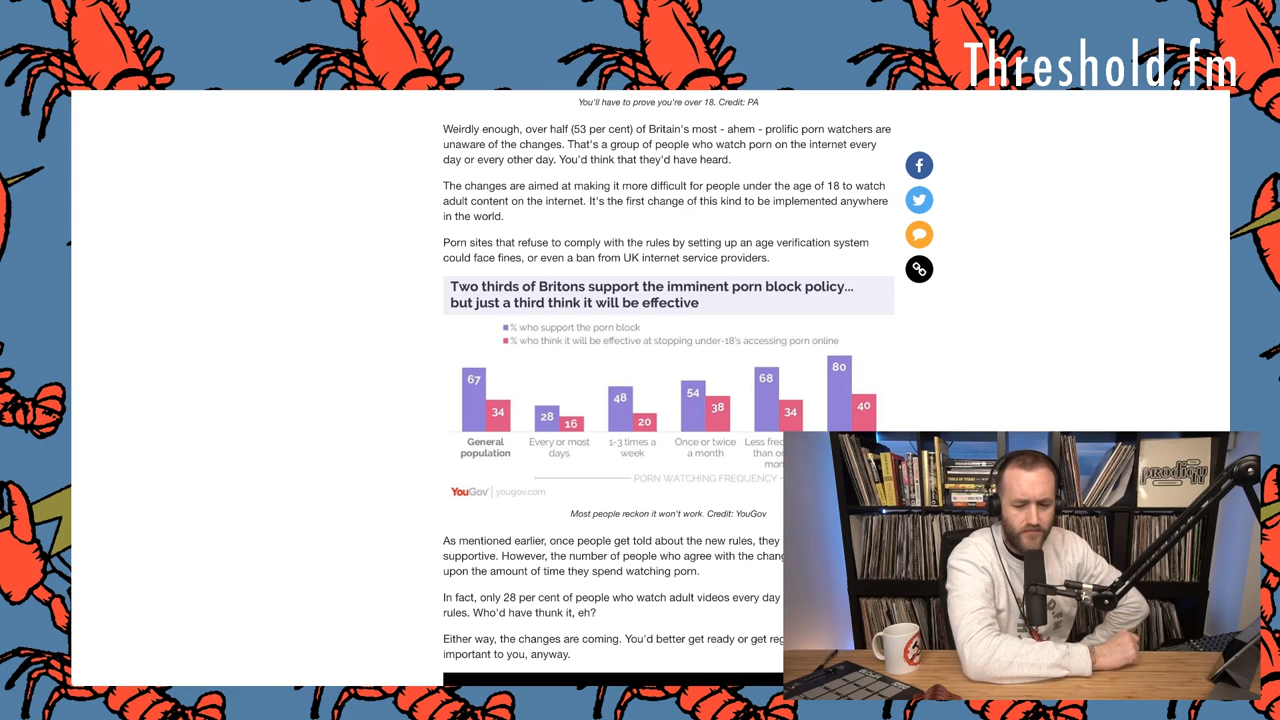 Threshold.fm
You'll have to prove you're over 18. Credit: PA
Weirdly enough, over half (53 per cent) of Britain's most - ahem - prolific porn watchers are
unaware of the changes. That's a group of people who watch porn on the internet every
day or every other day. You'd think that they'd have heard.
The changes are aimed at making it more difficult for people under the age of 18 to watch
adult content on the internet. It's the first change of this kind to be implemented anywhere
in the world.
Porn sites that refuse to comply with the rules by setting up an age verification system
could face fines, or even a ban from UK internet service providers.
Two thirds of Britons support the imminent porn block policy...
but just a third think it will be effective
% who support the porn block
% who think it will be effective at stopping under-18's accessing porn online
67 34 28 16 48 20 54 38 68 34 80 40
General population
Every or most days
1-3 times a week
Once or twice a month
Less
than
PORN WATCHING FREQUENCY
YouGov | yougov.com
Most people reckon it won't work. Credit: YouGov
As mentioned earlier, once people get told about the new rules, they
supportive. However, the number of people who agree with the
upon the amount of time they spend watching porn.
In fact, only 28 per cent of people who watch adult videos every day
rules. Who'd have thunk it, eh?
Either way, the changes are coming. You'd better get ready or get
important to you, anyway.
prodigy